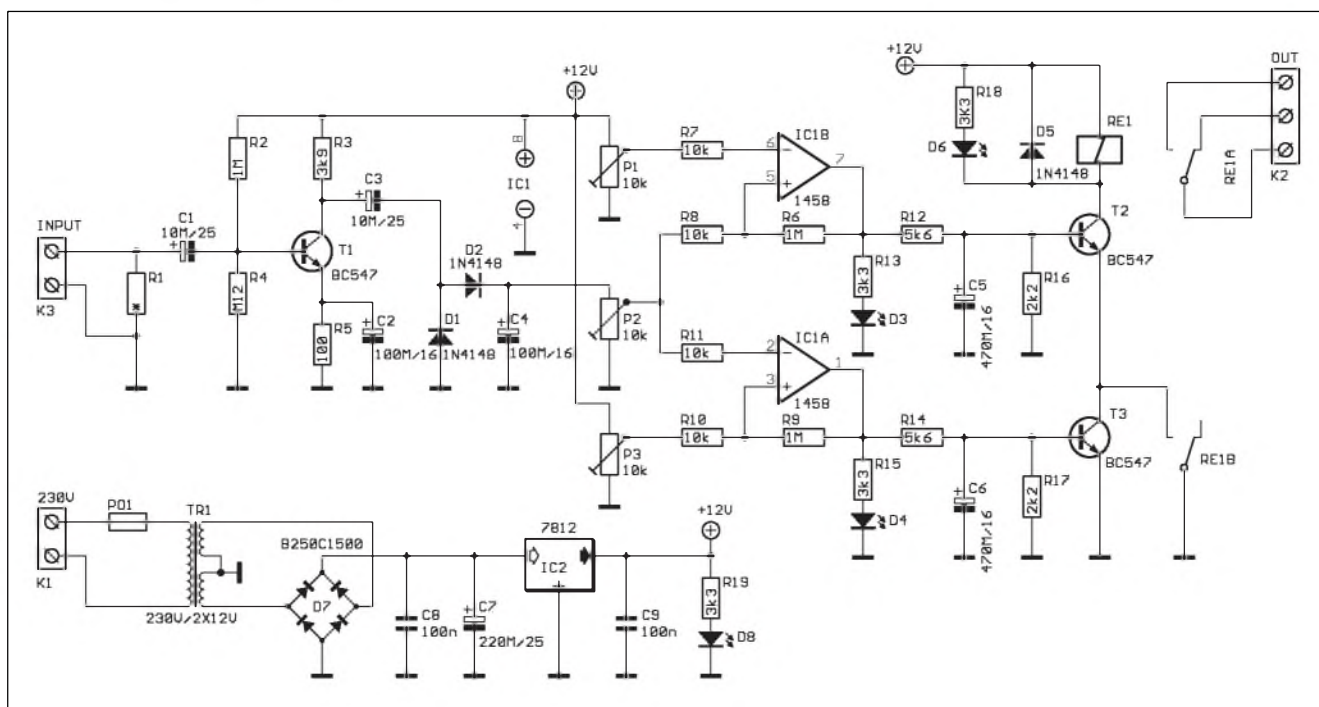 +12V
OUT
K2
RE1A
+12V
R18
3K3
D6
D5
1N4148
RE1
R2
1M
R3
3k9
C3
10M/25
8
IC1
4
P1
10k
R7
10k
6
IC1B
7
5
1458
INPUT
K3
R1
*
C1
10M/25
T1
BC547
R4
M12
R5
100
C2
100M/16
D1
1N4148
D2
1N4148
C4
100M/16
P2
10k
R8
10k
R6
1M
R12
5k6
T2
BC547
R13
3k3
D3
C5
470M/16
R16
2k2
R11
10k
2
IC1A
1
3
1458
R10
10k
R9
1M
R14
5k6
T3
BC547
RE1B
P3
10k
R15
3k3
D4
C6
470M/16
R17
2k2
230V
K1
PO1
TR1
230V/2X12V
B250C1500
D7
C8
100n
C7
220M/25
7812
IC2
C9
100n
+12V
R19
3k3
D8